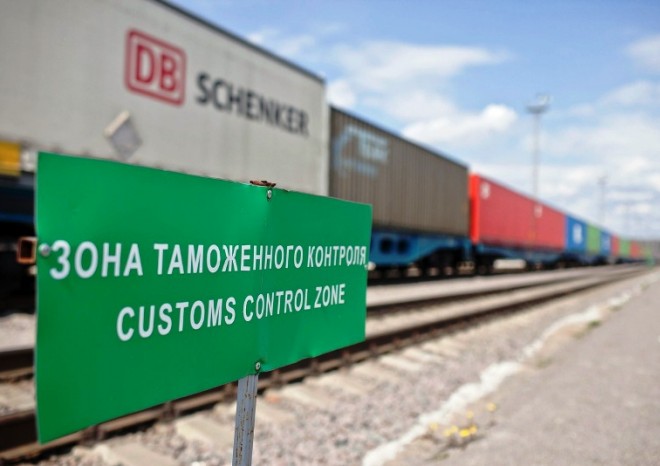 DB SCHENKER
ЗОНА ТАМОЖЕННОГО КОНТРОЛЯ
CUSTOMS CONTROL ZONE